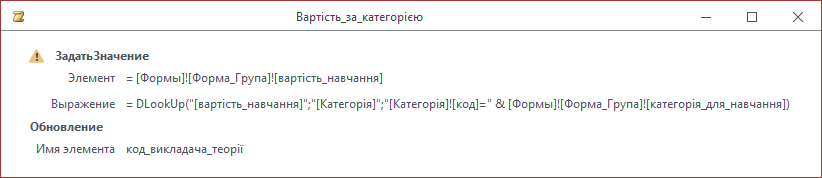 Вартість_за_категорією
ЗадатьЗначение
Элемент = [Формы]![Форма_Група]![вартість_навчання]
Выражение = DLookUp("[вартість_навчання]";"[Категорія]";"[Категорія]![код]=" & [Формы]![Форма_Група]![категорія_для_навчання])
Обновление
Имя элемента код_викладача_теорії